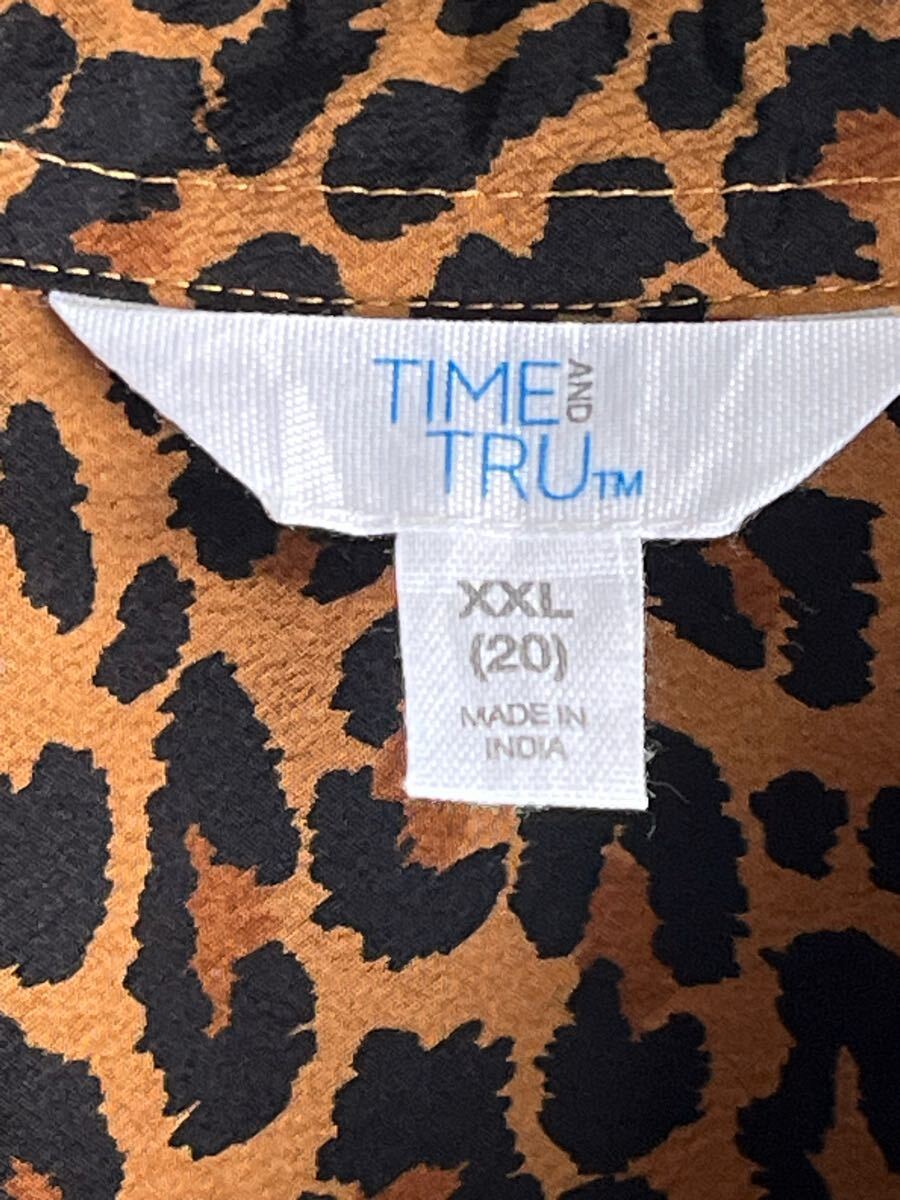 TIME AND
TRU™
XXL
(20)
MADE IN
INDIA